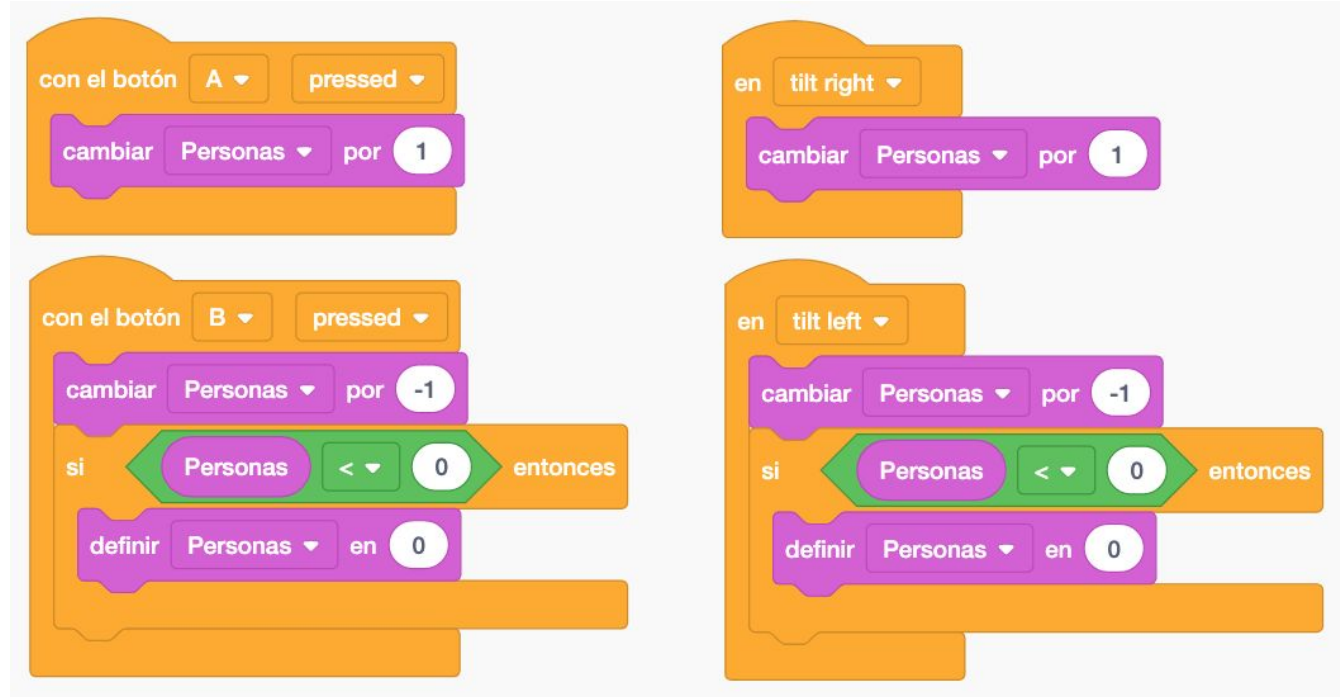 con el botón A pressed
cambiar Personas por 1
en tilt right
cambiar Personas por 1
con el botón B pressed
cambiar Personas por -1
si Personas < 0 entonces
definir Personas en 0
en tilt left
cambiar Personas por -1
si Personas < 0 entonces
definir Personas en 0